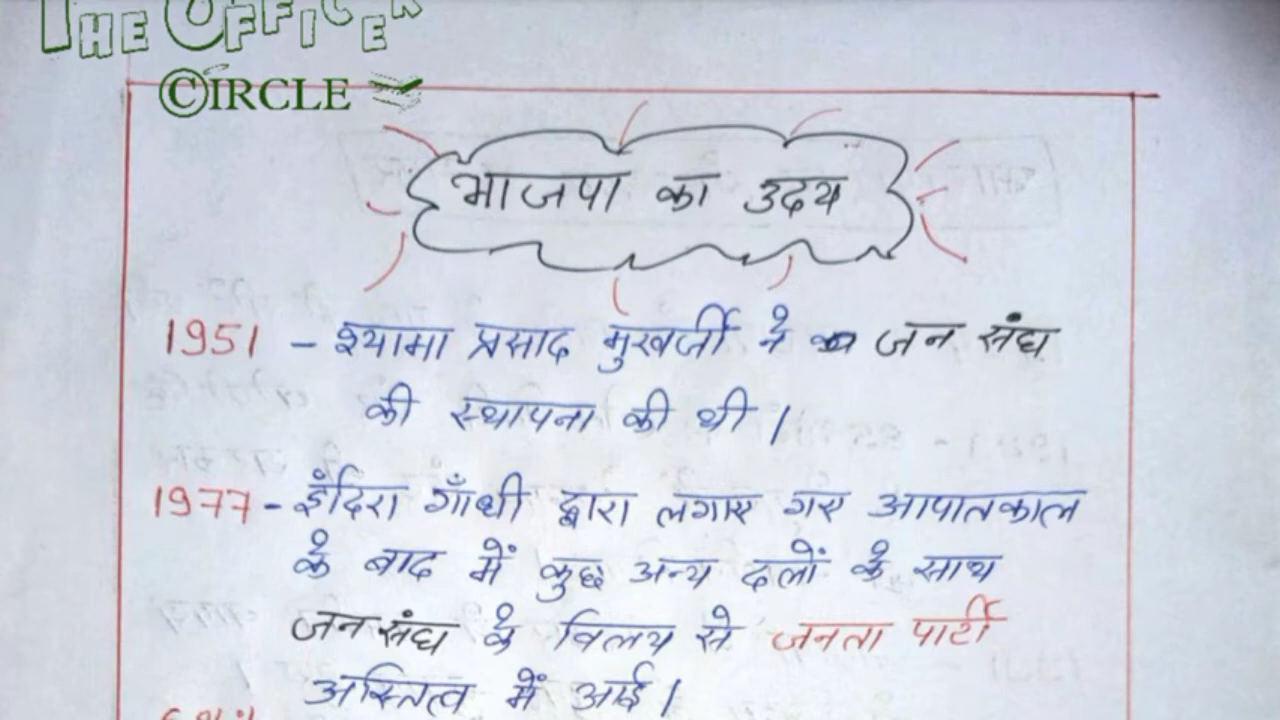 THE OFFICER
©IRCLE
भाजपा का उदय
1951 - श्यामा प्रसाद मुखर्जी ने जन संघ
की स्थापना की थी।
1977 - इंदिरा गाँधी द्वारा लगाए गए आपातकाल
के बाद में कुछ अन्य दलों के साथ
जन संघ के विलय से जनता पार्टी
अस्तित्व में आई।